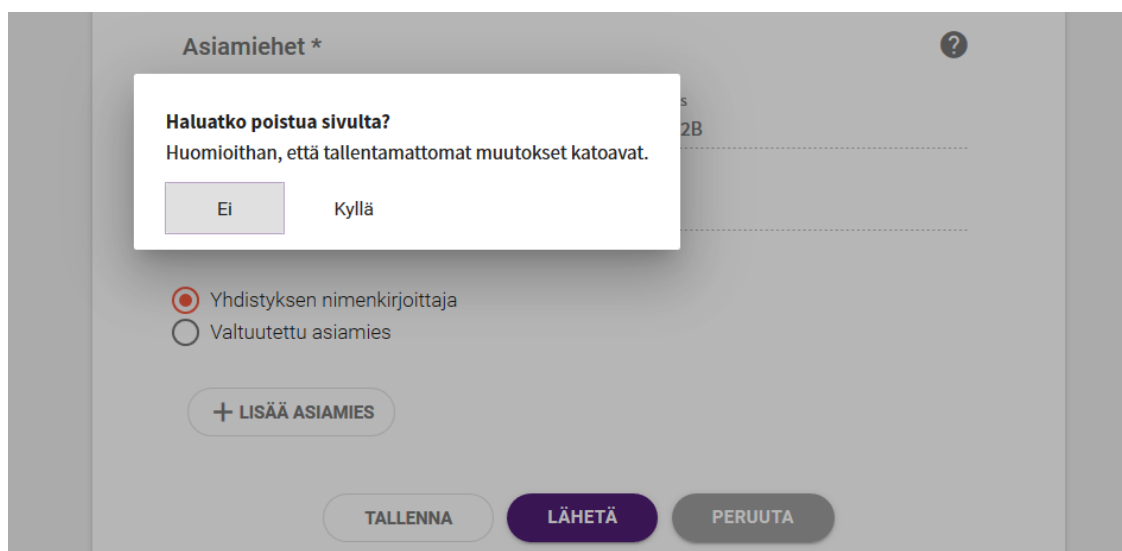 Asiamiehet *
?
Haluatko poistua sivulta?
Huomioithan, että tallentamattomat muutokset katoavat.
Ei Kyllä
s
2B
Yhdistyksen nimenkirjoittaja
Valtuutettu asiamies
+ LISÄÄ ASIAMIES
TALLENNA LÄHETÄ PERUUTA